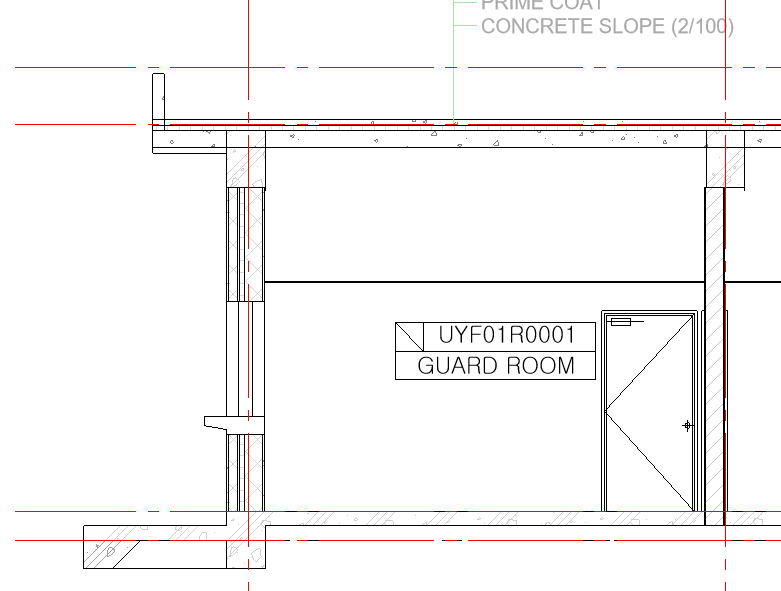 PRIME COAT
CONCRETE SLOPE (2/100)
UYF01R0001
GUARD ROOM